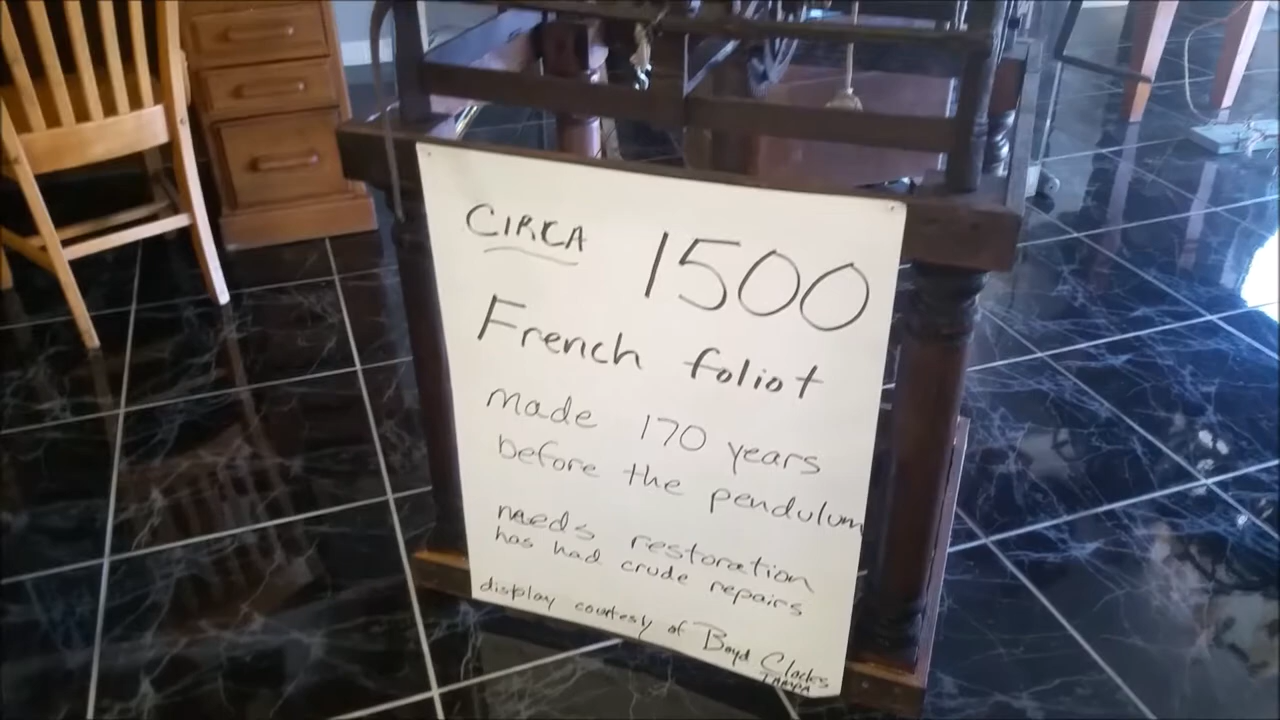 CIRCA 1500
French foliot
made 170 years
before the pendulum
needs restoration
has had crude repairs
display courtesy of Boyd Clocks
TAMPA